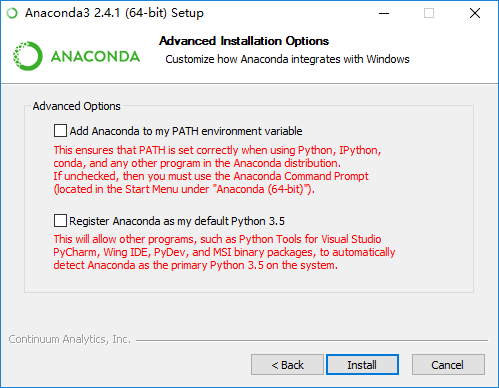 Anaconda3 2.4.1 (64-bit) Setup
Advanced Installation Options
Customize how Anaconda integrates with Windows
ANACONDA
Advanced Options
Add Anaconda to my PATH environment variable
This ensures that PATH is set correctly when using Python, IPython,
conda, and any other program in the Anaconda distribution.
If unchecked, then you must use the Anaconda Command Prompt
(located in the Start Menu under "Anaconda (64-bit)").
Register Anaconda as my default Python 3.5
This will allow other programs, such as Python Tools for Visual Studio
PyCharm, Wing IDE, PyDev, and MSI binary packages, to automatically
detect Anaconda as the primary Python 3.5 on the system.
Continuum Analytics, Inc.
< Back
Install
Cancel